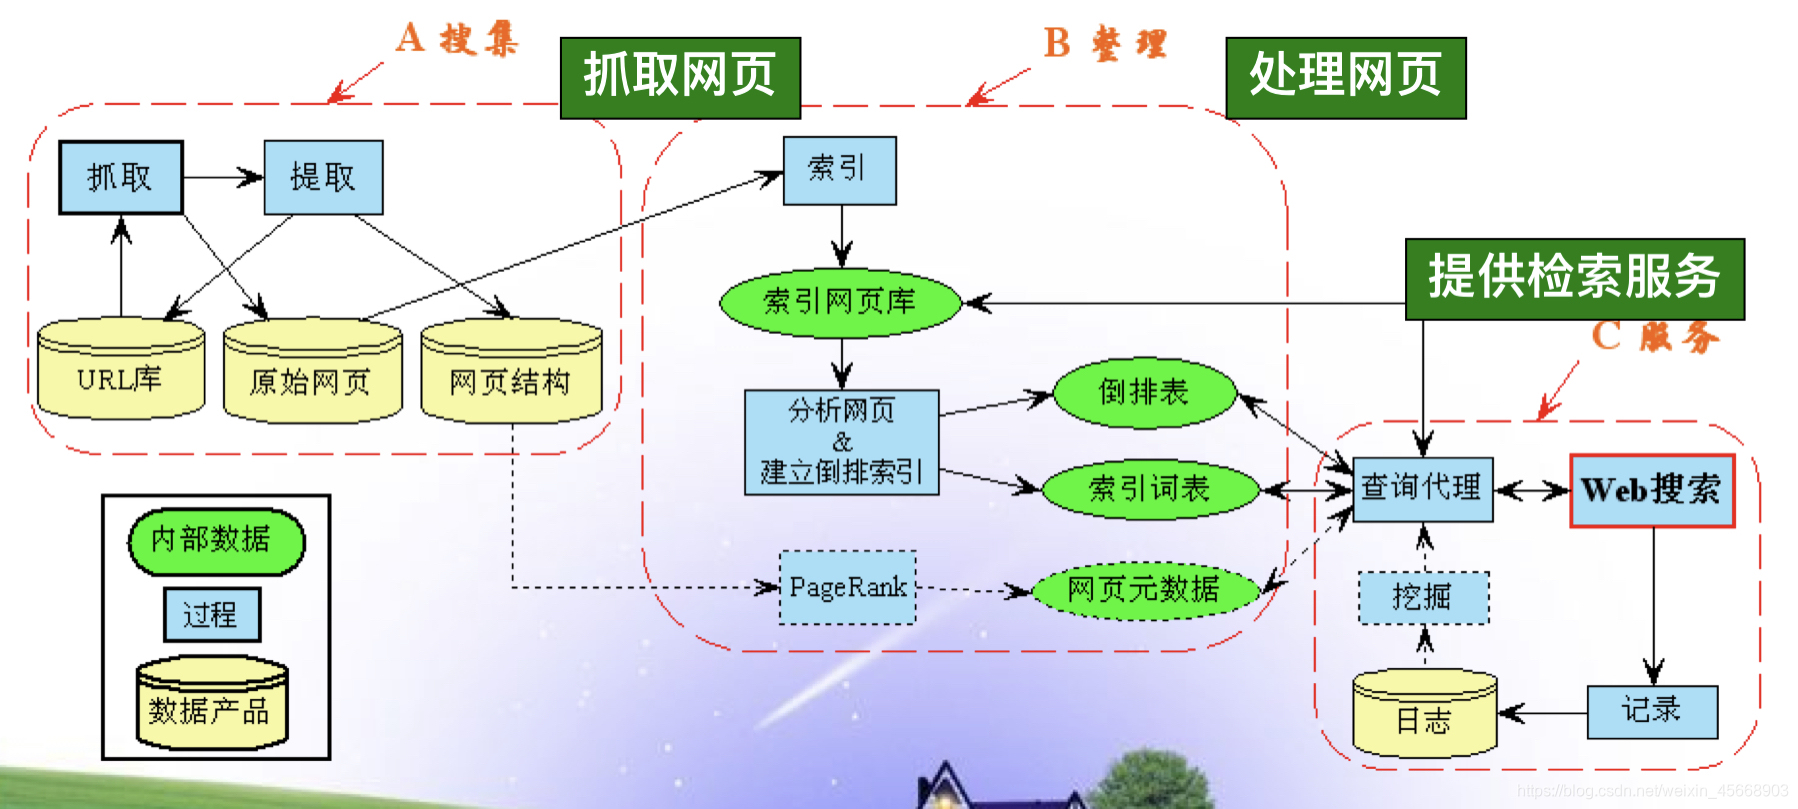 A 搜集
抓取网页
B 整理
处理网页
抓取
提取
索引
提供检索服务
C 服务
索引网页库
URL库
原始网页
网页结构
分析网页
&
建立倒排索引
倒排表
索引词表
查询代理
Web搜索
内部数据
过程
数据产品
PageRank
网页元数据
挖掘
日志
记录
https://blog.csdn.net/weixin_45668903